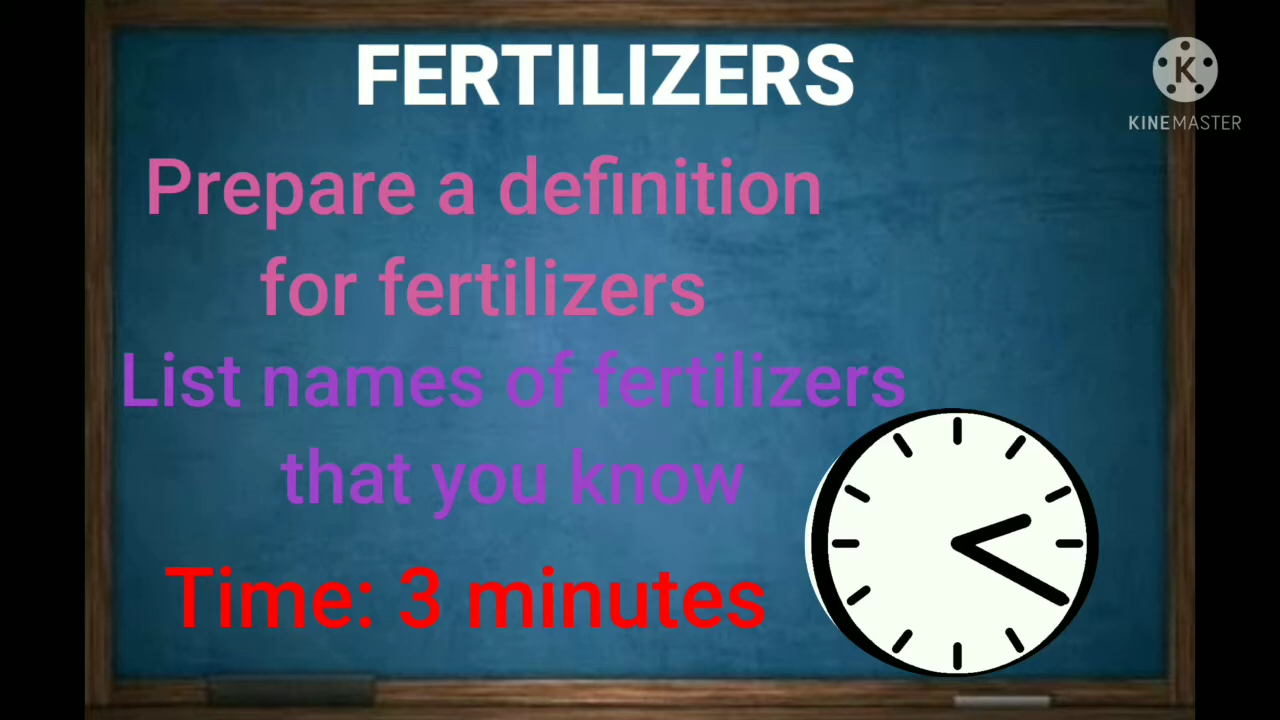 FERTILIZERS
K
KINEMASTER
Prepare a definition
for fertilizers
List names of fertilizers
that you know
Time: 3 minutes